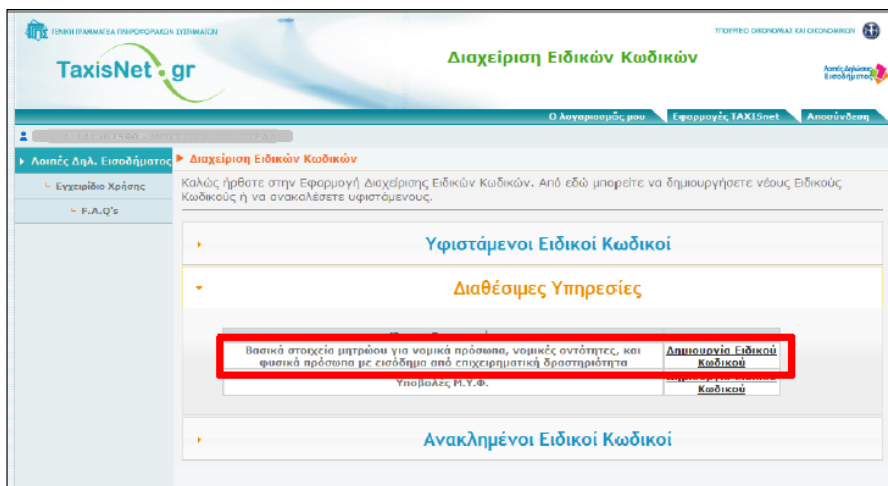 ΓΕΝΙΚΗ ΓΡΑΜΜΑΤΕΙΑ ΠΛΗΡΟΦΟΡΙΑΚΩΝ ΣΥΣΤΗΜΑΤΩΝ
ΥΠΟΥΡΓΕΙΟ ΟΙΚΟΝΟΜΙΑΣ ΚΑΙ ΟΙΚΟΝΟΜΙΚΩΝ
TaxisNet.gr
Διαχείριση Ειδικών Κωδικών
Λοιπές Δηλώσεις
Εισοδήματος
Ο λογαριασμός μου Εφαρμογές TAXISnet Αποσύνδεση
Λοιπές Δηλ. Εισοδήματος
Εγχειρίδιο Χρήσης
F.A.Q's
Διαχείριση Ειδικών Κωδικών
Καλώς ήρθατε στην Εφαρμογή Διαχείρισης Ειδικών Κωδικών. Από εδώ μπορείτε να δημιουργήσετε νέους Ειδικούς
Κωδικούς ή να ανακαλέσετε υφιστάμενους.
Υφιστάμενοι Ειδικοί Κωδικοί
Διαθέσιμες Υπηρεσίες
Βασικά στοιχεία μητρώου για νομικά πρόσωπα, νομικές οντότητες, και
φυσικά πρόσωπα με εισόδημα από επιχειρηματική δραστηριότητα
Δημιουργία Ειδικού
Κωδικού
Υποβολές Μ.Υ.Φ.
Δημιουργία Ειδικού
Κωδικού
Ανακλημένοι Ειδικοί Κωδικοί